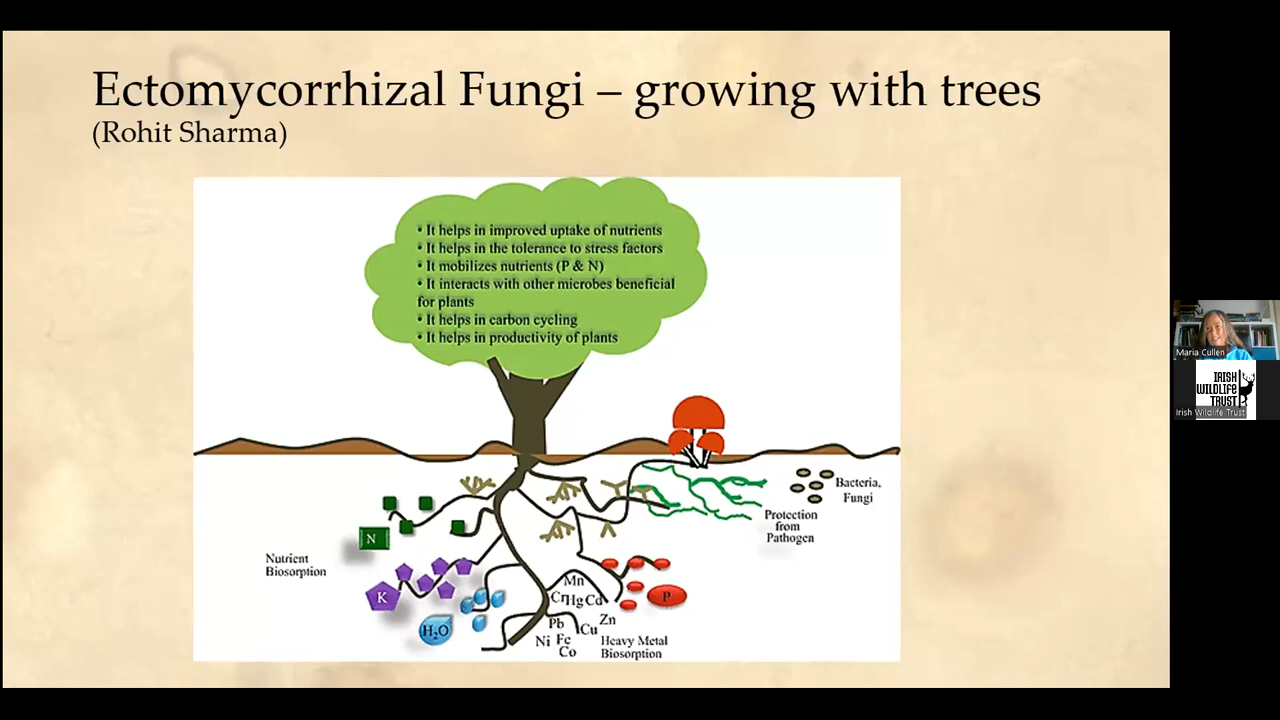 Ectomycorrhizal Fungi – growing with trees
(Rohit Sharma)
• It helps in improved uptake of nutrients
• It helps in the tolerance to stress factors
• It mobilizes nutrients (P & N)
• It interacts with other microbes beneficial
for plants
• It helps in carbon cycling
• It helps in productivity of plants
Bacteria,
Fungi
Protection
from
Pathogen
N
Nutrient
Biosorption
K
H₂O
Mn
Cr Hg Cd
P
Pb
Zn
Cu
Ni Fe
Co
Heavy Metal
Biosorption
Maria Cullen
IRISH
WILDLIFE
TRUST
Irish Wildlife Trust